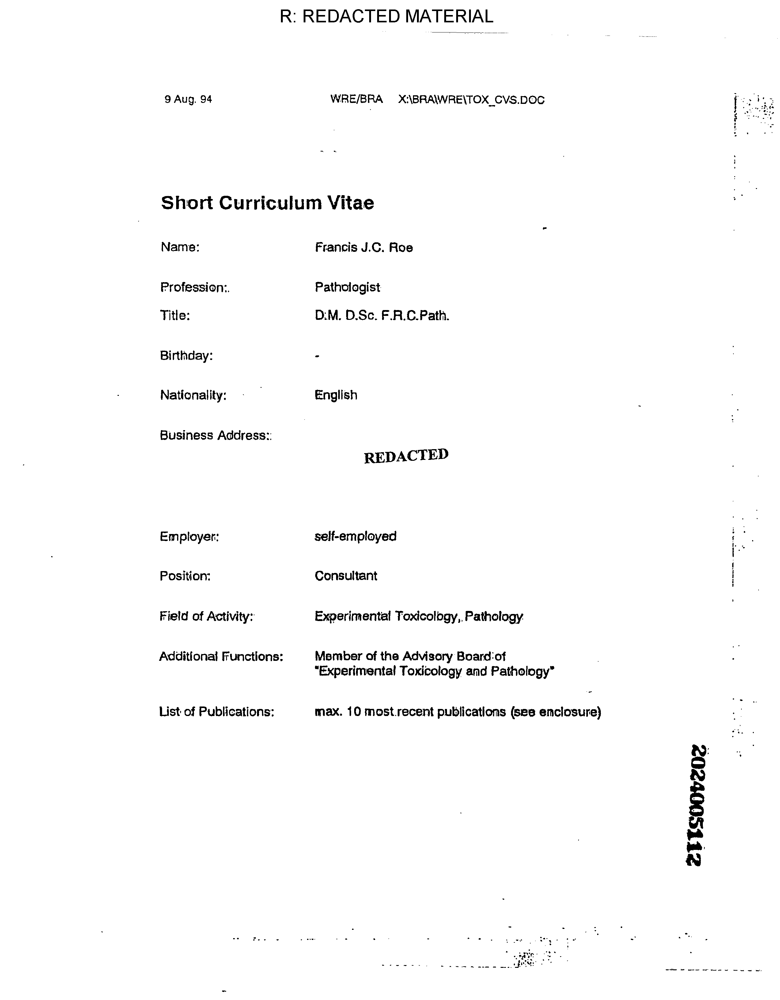 R: REDACTED MATERIAL
9 Aug. 94 WRE/BRA X:\BRA\WRE\TOX_CVS.DOC
Short Curriculum Vitae
Name: Francis J.C. Roe
Profession: Pathologist
Title: D.M. D.Sc. F.R.C.Path.
Birthday: -
Nationality: English
Business Address:
REDACTED
Employer: self-employed
Position: Consultant
Field of Activity: Experimental Toxicology, Pathology
Additional Functions: Member of the Advisory Board of
"Experimental Toxicology and Pathology"
List of Publications: max. 10 most recent publications (see enclosure)
2024005112